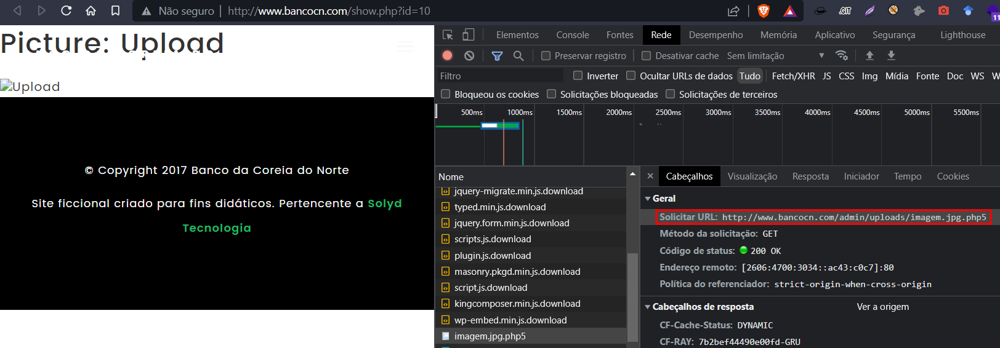 Não seguro | http://www.bancocn.com/show.php?id=10
.GIT
11
Picture: Upload
Upload
© Copyright 2017 Banco da Coreia do Norte
Site ficcional criado para fins didáticos. Pertencente a Solyd
Tecnologia
Elementos Console Fontes Rede Desempenho Memória Aplicativo Segurança Lighthouse
Preservar registro Desativar cache Sem limitação
Filtro Inverter Ocultar URLs de dados Tudo Fetch/XHR JS CSS Img Mídia Fonte Doc WS W
Bloqueou os cookies Solicitações bloqueadas Solicitações de terceiros
500ms 1000ms 1500ms 2000ms 2500ms 3000ms 3500ms 4000ms 4500ms 5000ms 5500ms
Nome
jquery-migrate.min.js.download
typed.min.js.download
jquery.form.min.js.download
scripts.js.download
plugin.js.download
masonry.pkgd.min.js.download
script.js.download
kingcomposer.min.js.download
wp-embed.min.js.download
imagem.jpg.php5
Cabeçalhos Visualização Resposta Iniciador Tempo Cookies
Geral
Solicitar URL: http://www.bancocn.com/admin/uploads/imagem.jpg.php5
Método da solicitação: GET
Código de status: 200 OK
Endereço remoto: [2606:4700:3034::ac43:c0c7]:80
Política do referenciador: strict-origin-when-cross-origin
Cabeçalhos de resposta Ver a origem
CF-Cache-Status: DYNAMIC
CF-RAY: 7b2bef44490e00fd-GRU